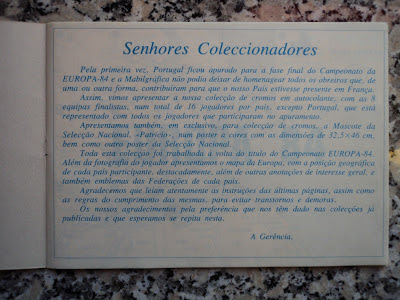 Senhores Coleccionadores
Pela primeira vez, Portugal ficou apurado para a fase final do Campeonato da
EUROPA-84 e a Mabilgráfica não podia deixar de homenagear todos os obreiros que, de
uma ou outra forma, contribuiram para que o nosso País estivesse presente em França.
Assim, vimos apresentar a nossa colecção de cromos em autocolante, com as 8
equipas finalistas, num total de 16 jogadores por país, excepto Portugal, que está
representado com todos os jogadores que participaram no apuramento.
Apresentamos também, em exclusivo, para colecção de cromos, a Mascote da
Selecção Nacional, «Patrício», num poster a cores com as dimensões de 32,5×46 cm,
bem como outro poster da Selecção Nacional.
Toda esta colecção foi trabalhada à volta do título do Campeonato EUROPA-84.
Além da fotografia do jogador apresentamos o mapa da Europa, com a posição geográfica
de cada país participante, destacadamente, além de outras anotações de interesse geral, e
também emblemas das Federações de cada país.
Agradecemos que leiam atentamente as instruções das últimas páginas, assim como
as regras do cumprimento das mesmas, para evitar transtornos e demoras.
Os nossos agradecimentos pela preferência que nos têm dado nas colecções já
publicadas e que esperamos se repita nesta.
A Gerência.